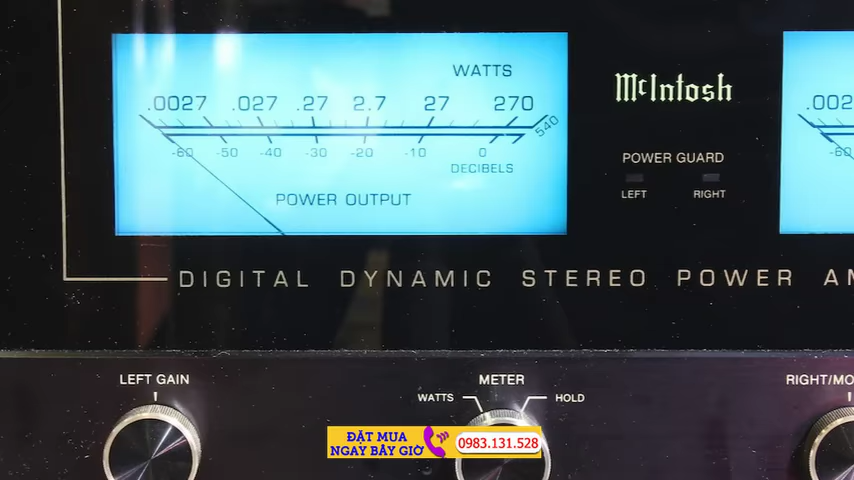 WATTS
.0027 .027 .27 2.7 27 270
540
-60 -50 -40 -30 -20 -10 0
DECIBELS
POWER OUTPUT
McIntosh
POWER GUARD
LEFT RIGHT
.002
-60
DIGITAL DYNAMIC STEREO POWER AM
LEFT GAIN
METER
WATTS HOLD
RIGHT/MO
ĐẶT MUA
NGAY BÂY GIỜ
0983.131.528